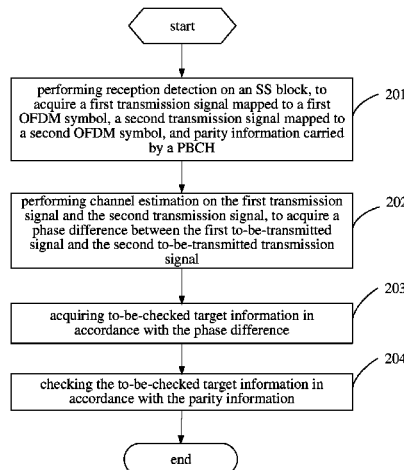 start
performing reception detection on an SS block, to
acquire a first transmission signal mapped to a first
OFDM symbol, a second transmission signal mapped to
a second OFDM symbol, and parity information carried
by a PBCH
201
performing channel estimation on the first transmission
signal and the second transmission signal, to acquire a
phase difference between the first to-be-transmitted
signal and the second to-be-transmitted transmission
signal
202
acquiring to-be-checked target information in
accordance with the phase difference
203
checking the to-be-checked target information in
accordance with the parity information
204
end